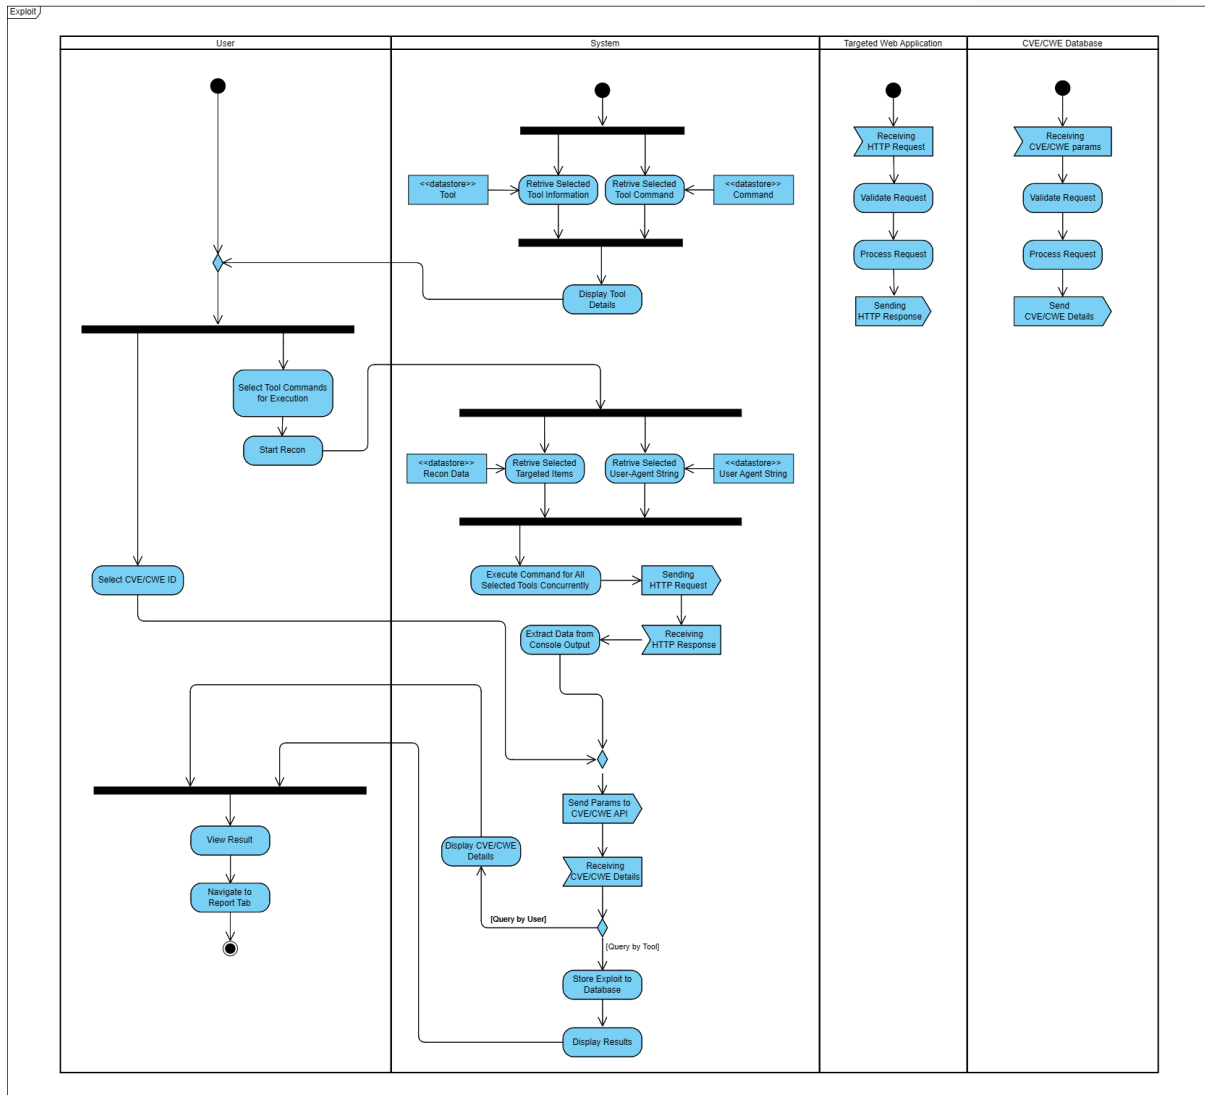 Exploit
User
System
Targeted Web Application
CVE/CWE Database
Receiving
HTTP Request
Receiving
CVE/CWE params
<<datastore>>
Tool
Retrive Selected
Tool Information
Retrive Selected
Tool Command
<<datastore>>
Command
Validate Request
Validate Request
Process Request
Process Request
Display Tool
Details
Sending
HTTP Response
Send
CVE/CWE Details
Select Tool Commands
for Execution
Start Recon
<<datastore>>
Recon Data
Retrive Selected
Targeted Items
Retrive Selected
User-Agent String
<<datastore>>
User Agent String
Select CVE/CWE ID
Execute Command for All
Selected Tools Concurrently
Sending
HTTP Request
Extract Data from
Console Output
Receiving
HTTP Response
Send Params to
CVE/CWE API
View Result
Display CVE/CWE
Details
Receiving
CVE/CWE Details
Navigate to
Report Tab
[Query by User]
[Query by Tool]
Store Exploit to
Database
Display Results